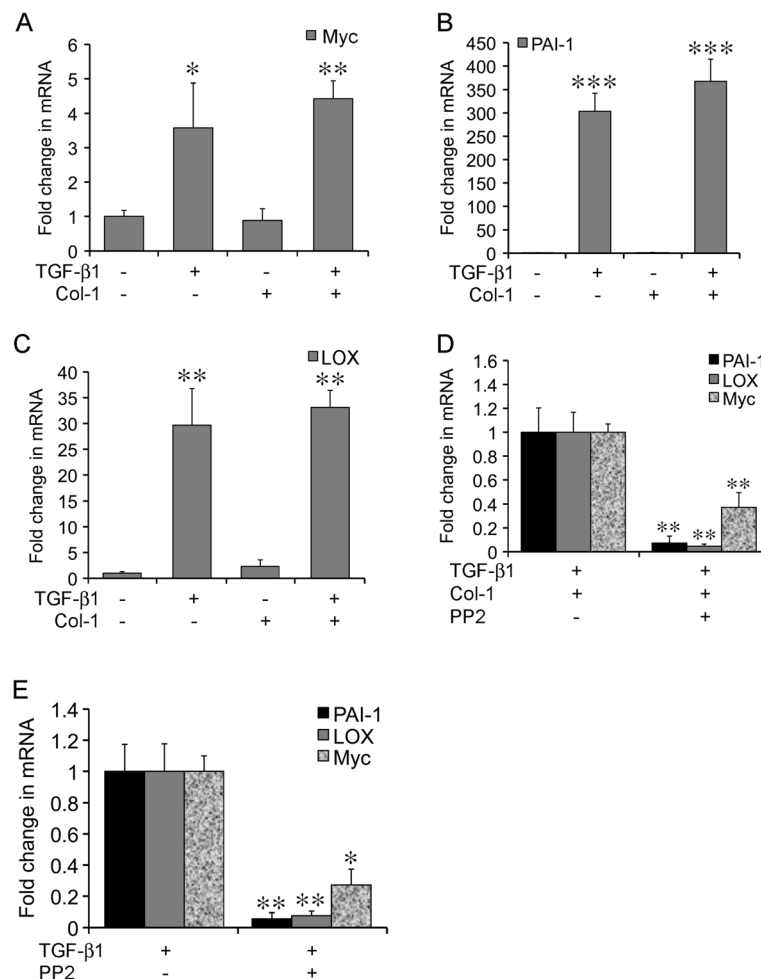 A
Myc
Fold change in mRNA
6
5
4
3
2
1
0
*
**
TGF-β1 - + - +
Col-1 - - + +
B
PAI-1
Fold change in mRNA
450
400
350
300
250
200
150
100
50
0
***
***
TGF-β1 - + - +
Col-1 - - + +
C
LOX
Fold change in mRNA
40
35
30
25
20
15
10
5
0
**
**
TGF-β1 - + - +
Col-1 - - + +
D
PAI-1
LOX
Myc
Fold change in mRNA
1.6
1.4
1.2
1
0.8
0.6
0.4
0.2
0
** ** **
TGF-β1 + +
Col-1 + +
PP2 - +
E
PAI-1
LOX
Myc
Fold change in mRNA
1.4
1.2
1
0.8
0.6
0.4
0.2
0
** ** *
TGF-β1 + +
PP2 - +